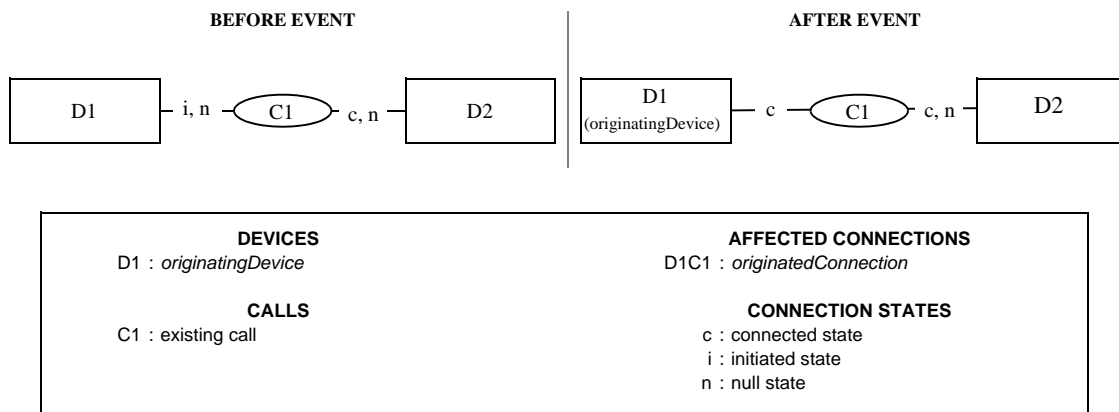 BEFORE EVENT
AFTER EVENT
D1 i, n C1 c, n D2
D1
(originatingDevice)
c C1 c, n D2
DEVICES
D1 : originatingDevice
AFFECTED CONNECTIONS
D1C1 : originatedConnection
CALLS
C1 : existing call
CONNECTION STATES
c : connected state
i : initiated state
n : null state